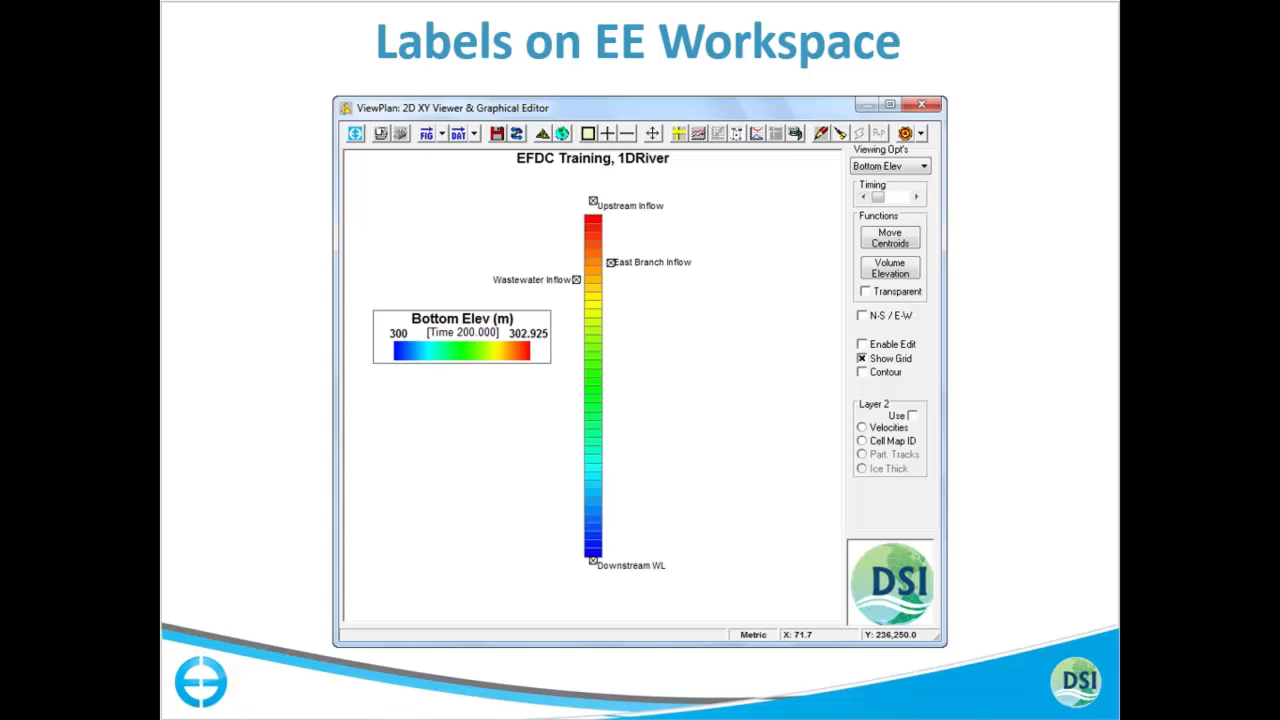 Labels on EE Workspace
ViewPlan: 2D XY Viewer & Graphical Editor
FIG
DAT
EFDC Training, 1DRiver
Viewing Opt's
Bottom Elev
Timing
Upstream Inflow
Functions
Move
Centroids
East Branch Inflow
Volume
Elevation
Wastewater Inflow
Transparent
Bottom Elev (m)
[Time 200.000]
300
302.925
N-S / E-W
Enable Edit
Show Grid
Contour
Layer 2
Use
Velocities
Cell Map ID
Part. Tracks
Ice Thick
Downstream WL
DSI
Metric
X: 71.7
Y: 236,250.0
DSI